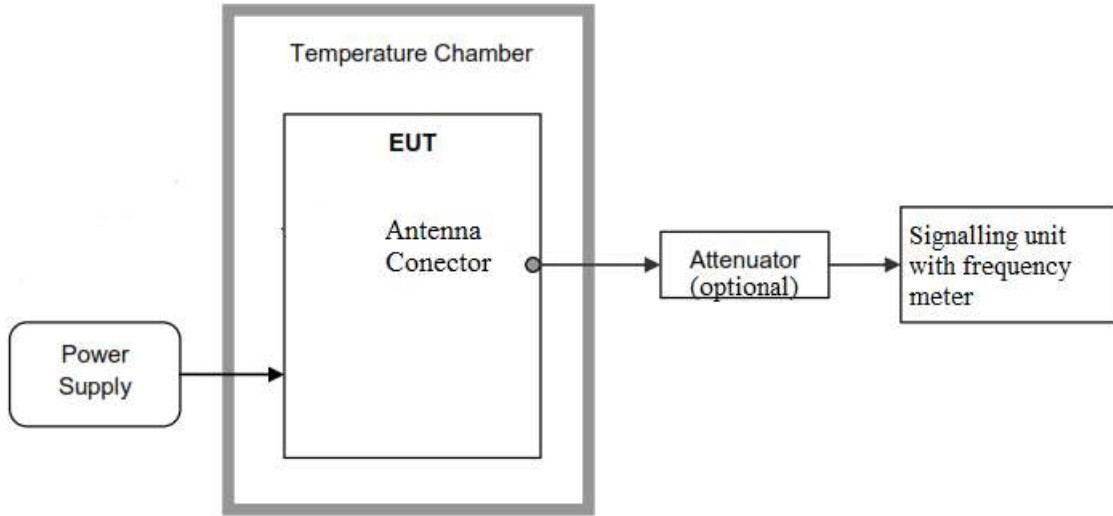 Temperature Chamber
EUT
Antenna
Conector
Attenuator
(optional)
Signalling unit
with frequency
meter
Power
Supply